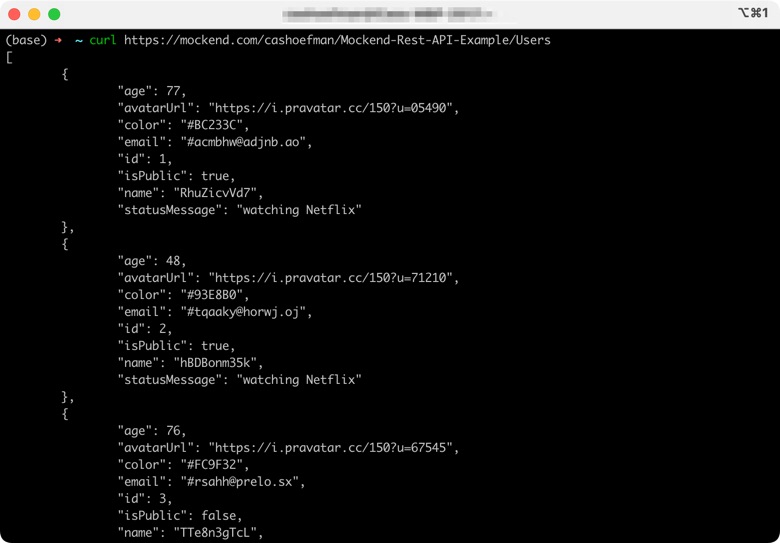 ⌥⌘1
(base) ➜ ~ curl https://mockend.com/cashoefman/Mockend-Rest-API-Example/Users
[
{
"age": 77,
"avatarUrl": "https://i.pravatar.cc/150?u=05490",
"color": "#BC233C",
"email": "#acmbhw@adjnb.ao",
"id": 1,
"isPublic": true,
"name": "RhuZicvVd7",
"statusMessage": "watching Netflix"
},
{
"age": 48,
"avatarUrl": "https://i.pravatar.cc/150?u=71210",
"color": "#93E8B0",
"email": "#tqaaky@horwj.oj",
"id": 2,
"isPublic": true,
"name": "hBDBonm35k",
"statusMessage": "watching Netflix"
},
{
"age": 76,
"avatarUrl": "https://i.pravatar.cc/150?u=67545",
"color": "#FC9F32",
"email": "#rsahh@prelo.sx",
"id": 3,
"isPublic": false,
"name": "TTe8n3gTcL",